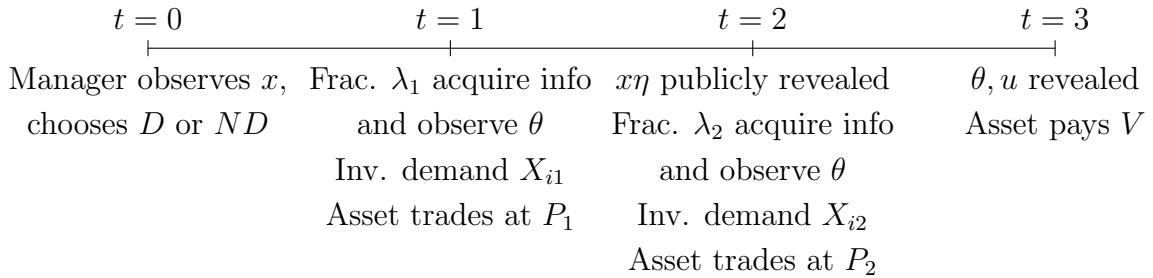 t = 0 t = 1 t = 2 t = 3
Manager observes x, Frac. λ₁ acquire info xη publicly revealed θ, u revealed
chooses D or ND and observe θ Frac. λ₂ acquire info Asset pays V
Inv. demand Xᵢ₁ and observe θ
Asset trades at P₁ Inv. demand Xᵢ₂
Asset trades at P₂